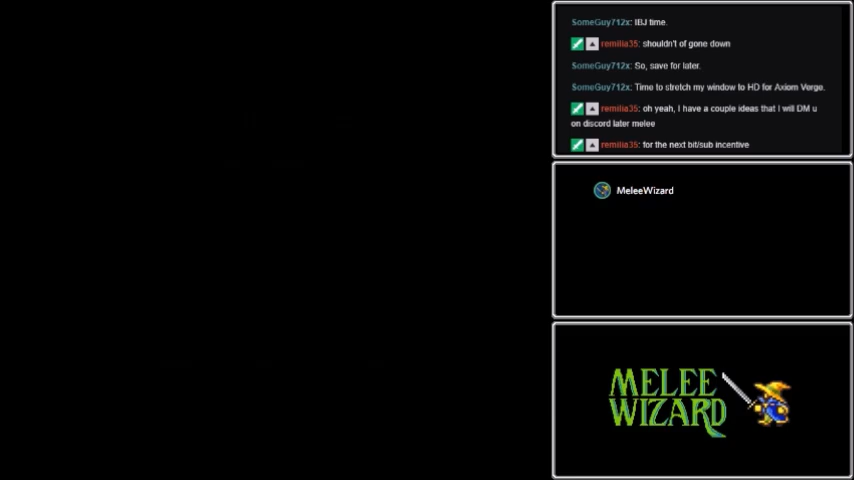 SomeGuy712x: IBJ time.
remilia35: shouldn't of gone down
SomeGuy712x: So, save for later.
SomeGuy712x: Time to stretch my window to HD for Axiom Verge.
remilia35: oh yeah, I have a couple ideas that I will DM u
on discord later melee
remilia35: for the next bit/sub incentive
MeleeWizard
MELEE
WIZARD